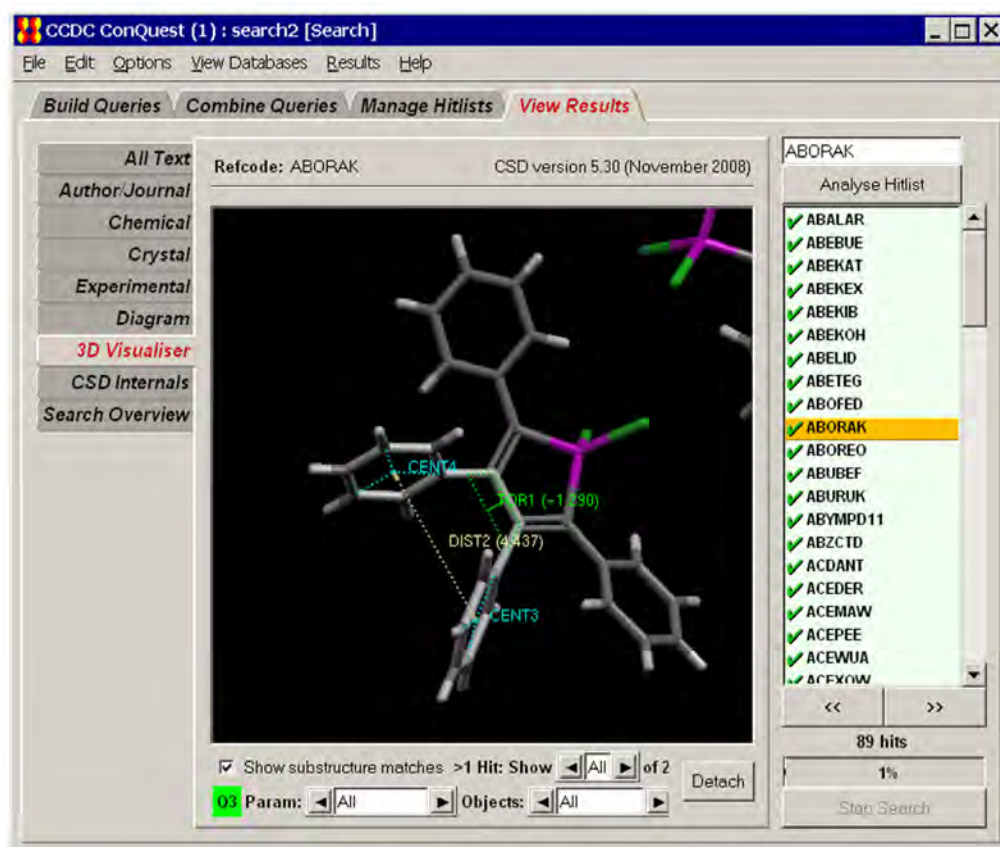 CCDC ConQuest (1) : search2 [Search]
File Edit Options View Databases Results Help
Build Queries Combine Queries Manage Hitlists View Results
All Text
Author/Journal
Chemical
Crystal
Experimental
Diagram
3D Visualiser
CSD Internals
Search Overview
Refcode: ABORAK CSD version 5.30 (November 2008)
CENT4
TOR1 (-1.290)
DIST2 (4.437)
CENT3
Show substructure matches >1 Hit: Show All of 2
Q3 Param: All Objects: All
Detach
ABORAK
Analyse Hitlist
ABALAR
ABEBUE
ABEKAT
ABEKEX
ABEKIB
ABEKOH
ABELID
ABETEG
ABOFED
ABORAK
ABOREO
ABUBEF
ABURUK
ABYMPD11
ABZCTD
ACDANT
ACEDER
ACEMAW
ACEPEE
ACEWUA
ACEXOW
<< >>
89 hits
1%
Stop Search